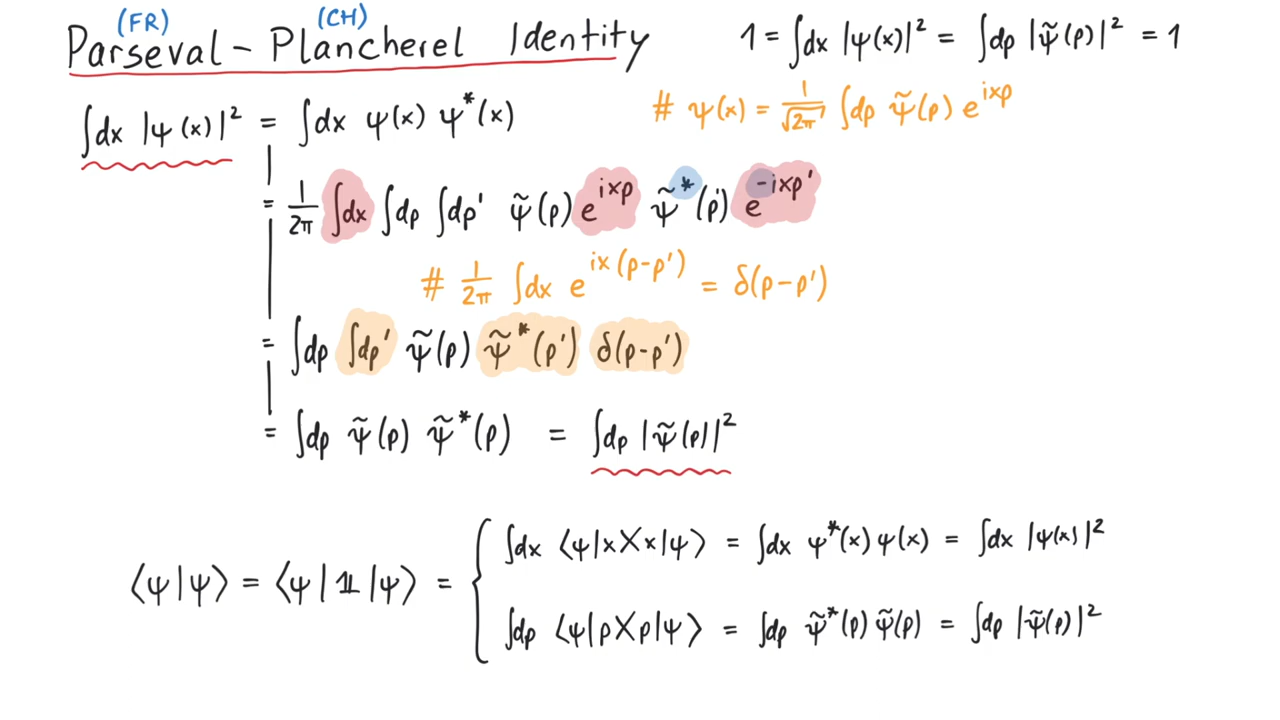 (FR) (CH)
Parseval – Plancherel Identity
1 = ∫dx |ψ(x)|² = ∫dp |ψ̃(p)|² = 1
∫dx |ψ(x)|² = ∫dx ψ(x) ψ*(x)
# ψ(x) = 1/√2π ∫dp ψ̃(p) e^{ixp}
= 1/2π ∫dx ∫dp ∫dp' ψ̃(p) e^{ixp} ψ̃*(p') e^{-ixp'}
# 1/2π ∫dx e^{ix(p-p')} = δ(p-p')
= ∫dp ∫dp' ψ̃(p) ψ̃*(p') δ(p-p')
= ∫dp ψ̃(p) ψ̃*(p) = ∫dp |ψ̃(p)|²
⟨ψ|ψ⟩ = ⟨ψ|𝟙|ψ⟩ = {
∫dx ⟨ψ|x⟩⟨x|ψ⟩ = ∫dx ψ*(x) ψ(x) = ∫dx |ψ(x)|²
∫dp ⟨ψ|p⟩⟨p|ψ⟩ = ∫dp ψ̃*(p) ψ̃(p) = ∫dp |ψ̃(p)|²